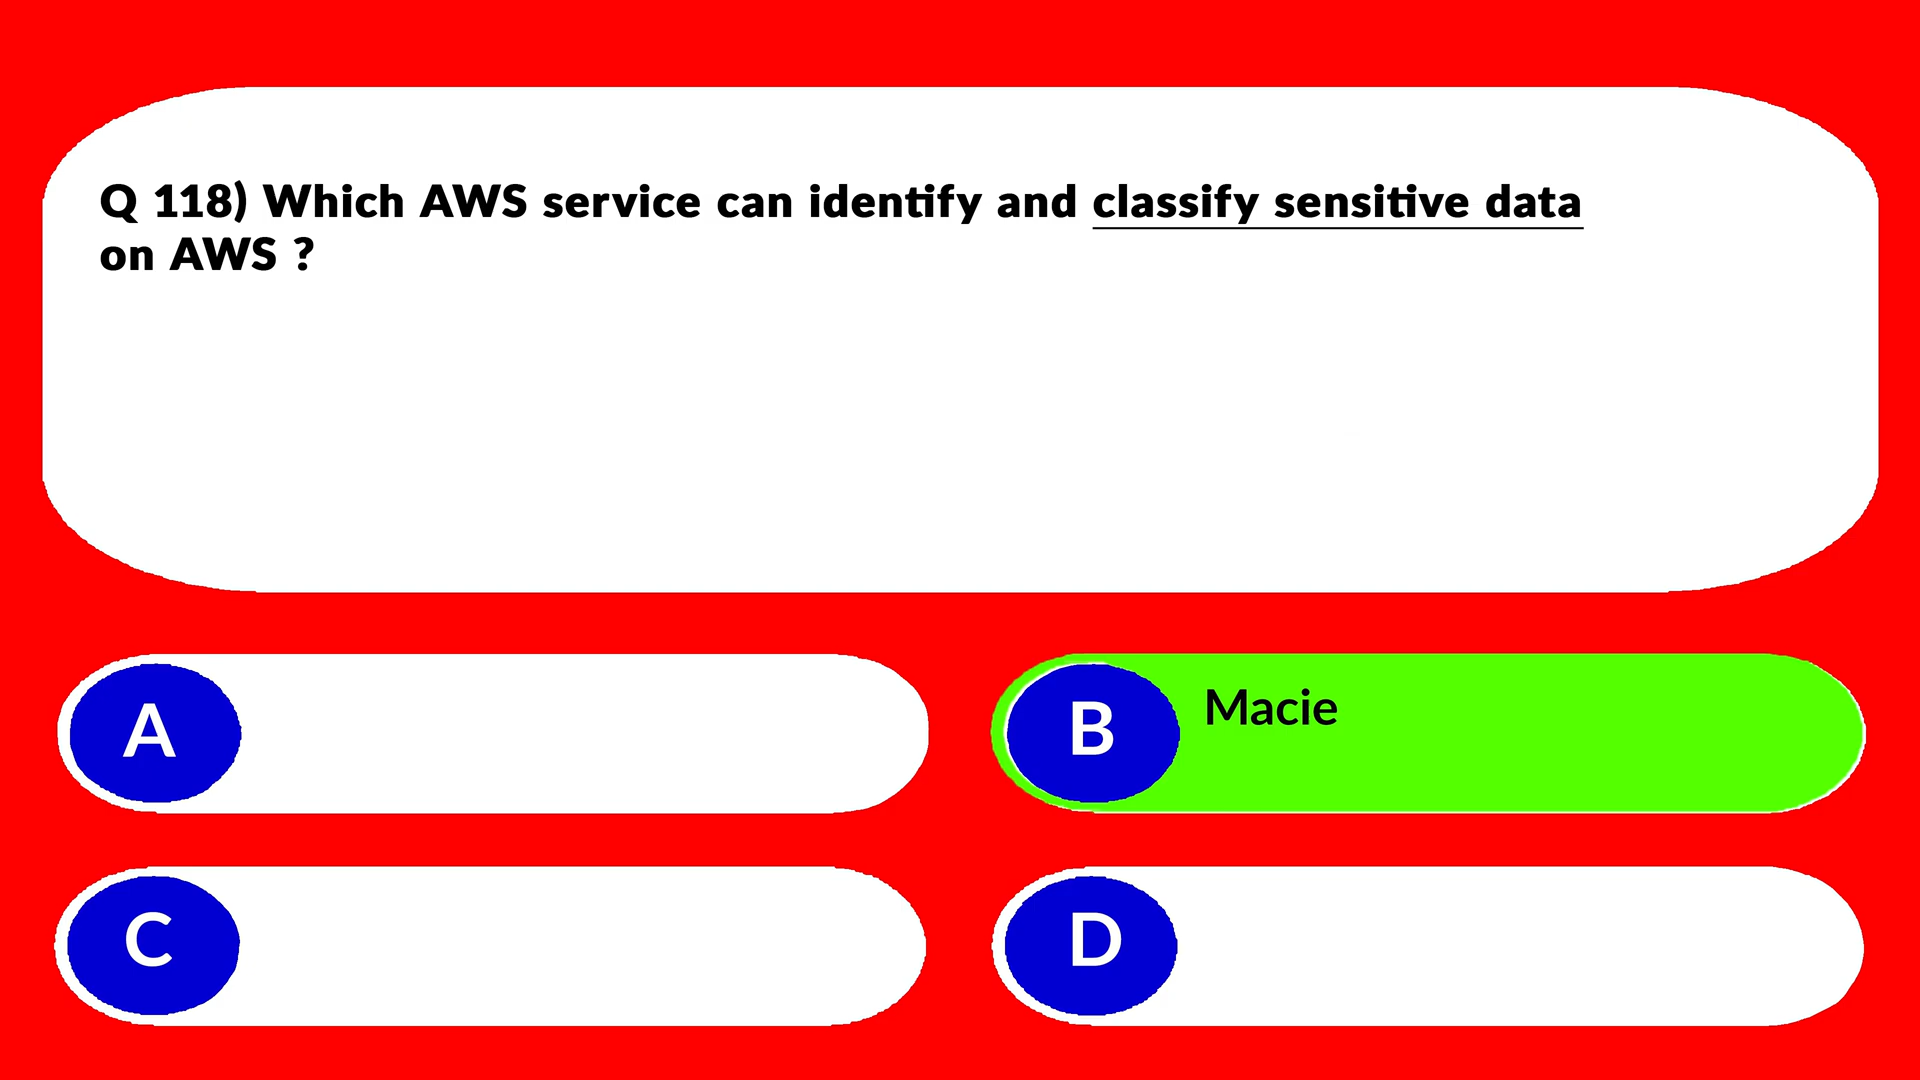 Q 118) Which AWS service can identify and classify sensitive data
on AWS ?
A
B Macie
C
D